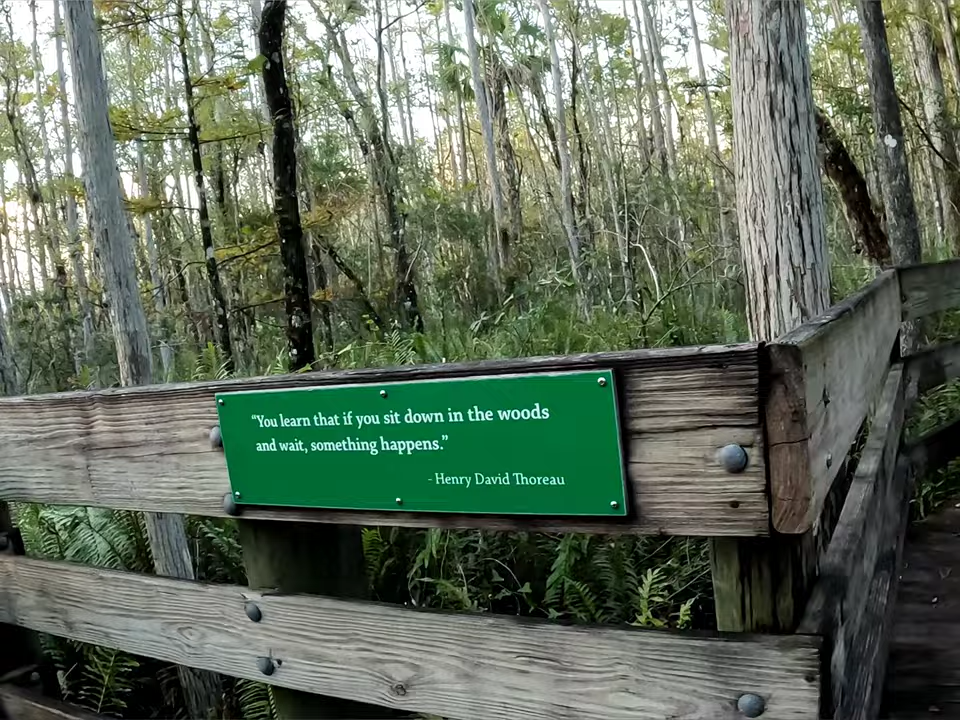 “You learn that if you sit down in the woods
and wait, something happens.”
- Henry David Thoreau